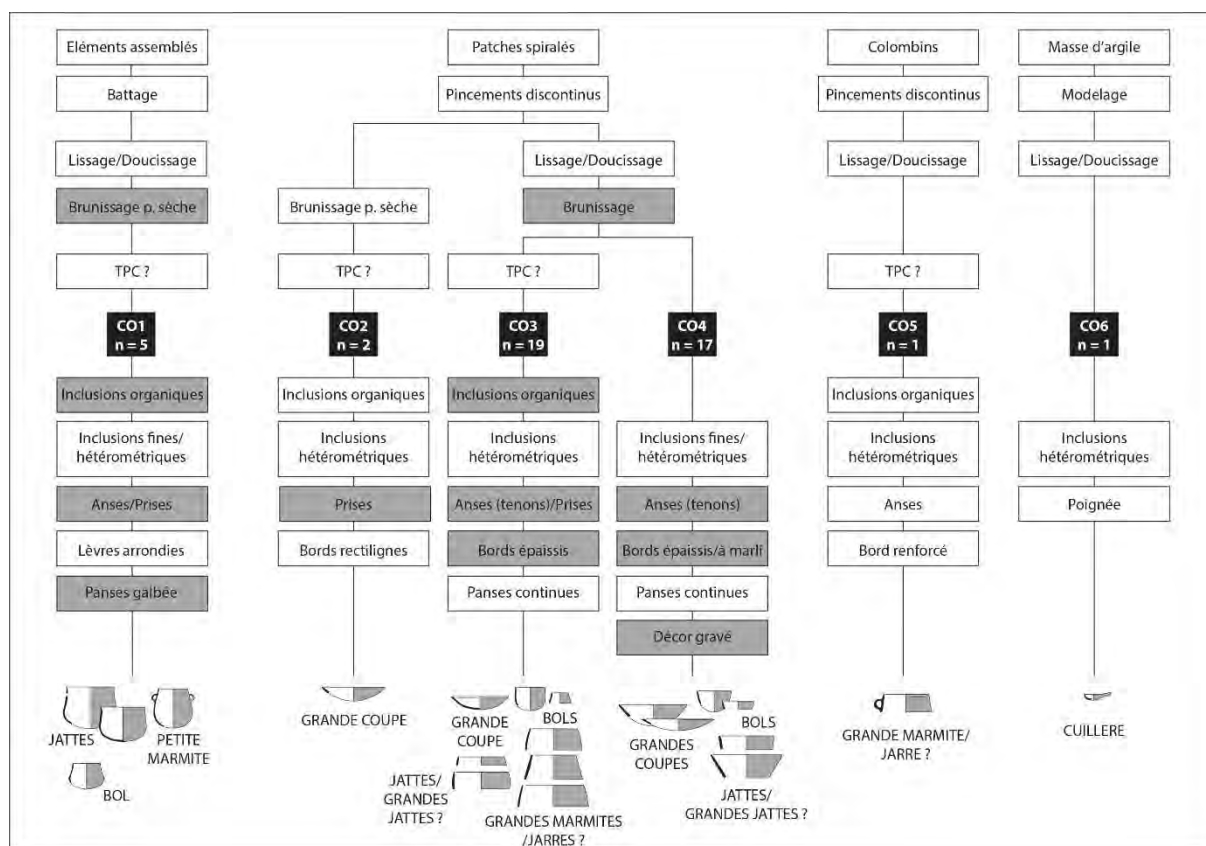 Eléments assemblés
Patches spiralés
Colombins
Masse d'argile
Battage
Pincements discontinus
Pincements discontinus
Modelage
Lissage/Doucissage
Lissage/Doucissage
Lissage/Doucissage
Lissage/Doucissage
Brunissage p. sèche
Brunissage p. sèche
Brunissage
TPC ?
TPC ?
TPC ?
TPC ?
CO1
n = 5
CO2
n = 2
CO3
n = 19
CO4
n = 17
CO5
n = 1
CO6
n = 1
Inclusions organiques
Inclusions organiques
Inclusions organiques
Inclusions organiques
Inclusions fines/
hétérométriques
Inclusions
hétérométriques
Inclusions
hétérométriques
Inclusions fines/
hétérométriques
Inclusions
hétérométriques
Inclusions
hétérométriques
Anses/Prises
Prises
Anses (tenons)/Prises
Anses (tenons)
Anses
Poignée
Lèvres arrondies
Bords rectilignes
Bords épaissis
Bords épaissis/à marli
Bord renforcé
Panses galbée
Panses continues
Panses continues
Décor gravé
JATTES
PETITE
MARMITE
BOL
GRANDE COUPE
GRANDE
COUPE
BOLS
JATTES/
GRANDES
JATTES ?
GRANDES MARMITES
/JARRES ?
GRANDES
COUPES
BOLS
JATTES/
GRANDES JATTES ?
GRANDE MARMITE/
JARRE ?
CUILLERE